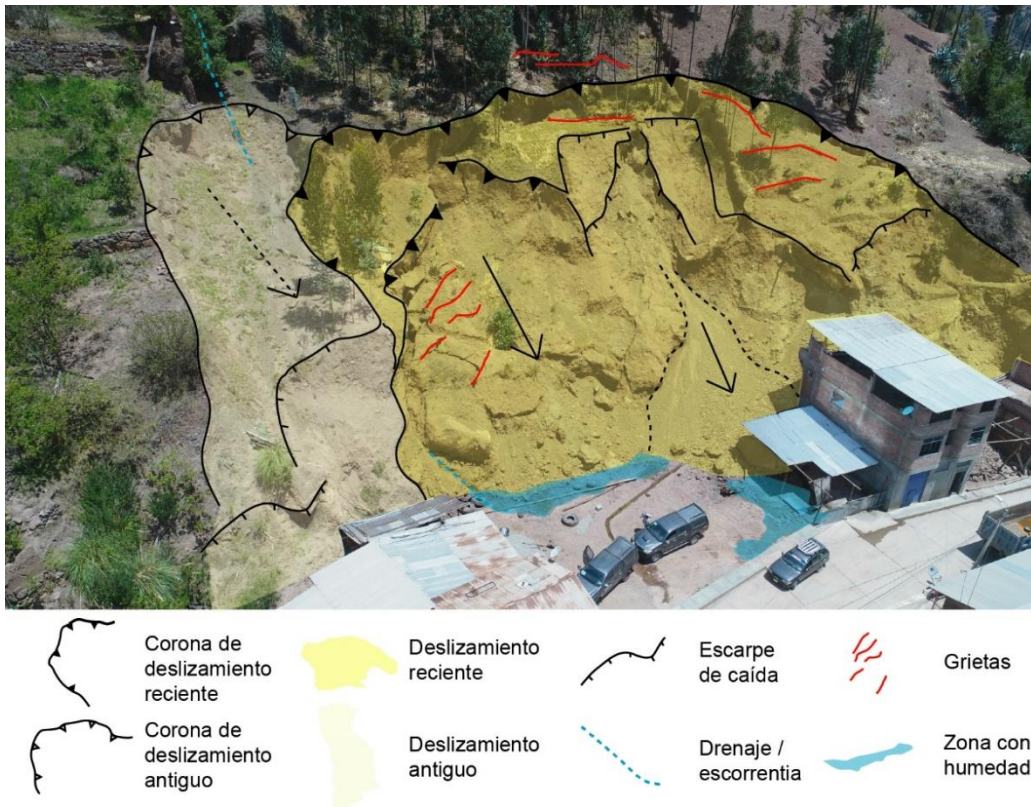 Corona de
deslizamiento
reciente
Deslizamiento
reciente
Escarpe
de caída
Grietas
Corona de
deslizamiento
antiguo
Deslizamiento
antiguo
Drenaje /
escorrentia
Zona con
humedad